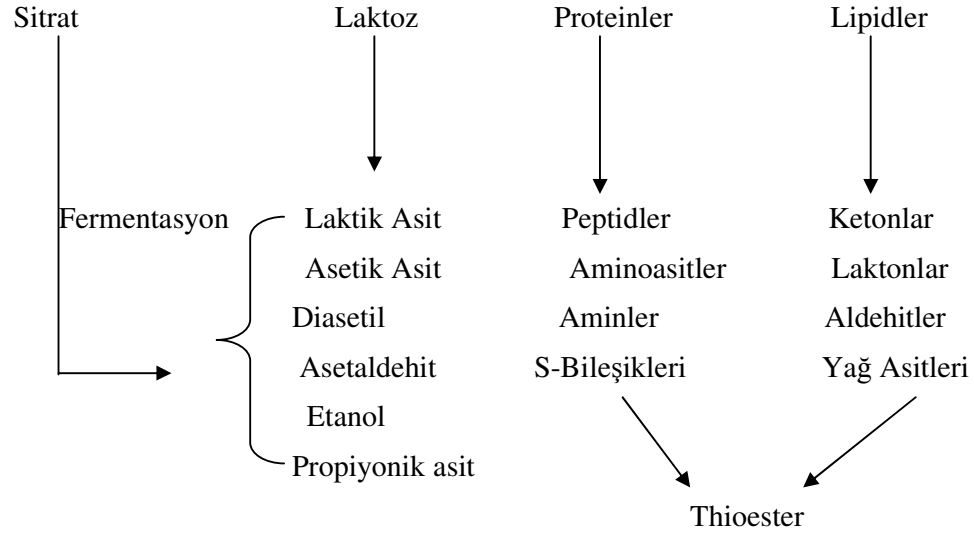 Sitrat Laktoz Proteinler Lipidler
Fermentasyon Laktik Asit Peptidler Ketonlar
Asetik Asit Aminoasitler Laktonlar
Diasetil Aminler Aldehitler
Asetaldehit S-Bileşikleri Yağ Asitleri
Etanol
Propiyonik asit
Thioester